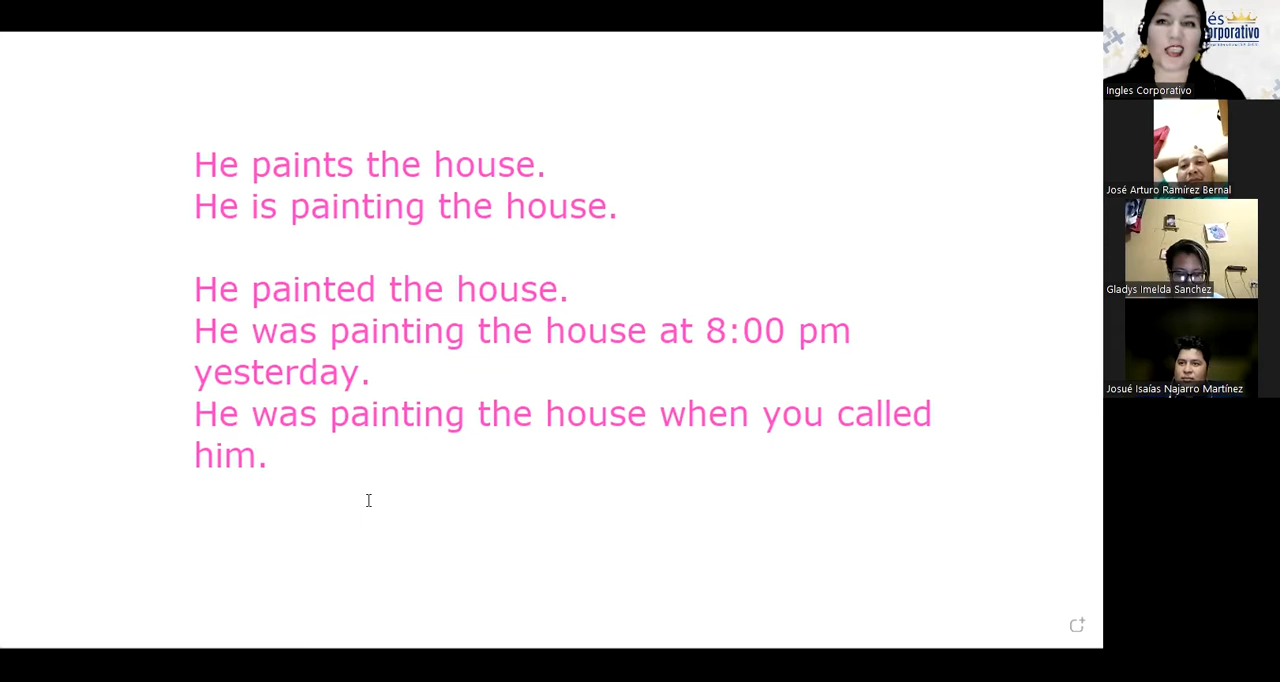 He paints the house.
He is painting the house.
He painted the house.
He was painting the house at 8:00 pm
yesterday.
He was painting the house when you called
him.
és
orporativo
Ingles Corporativo
José Arturo Ramírez Bernal
Gladys Imelda Sanchez
Josué Isaías Najarro Martínez